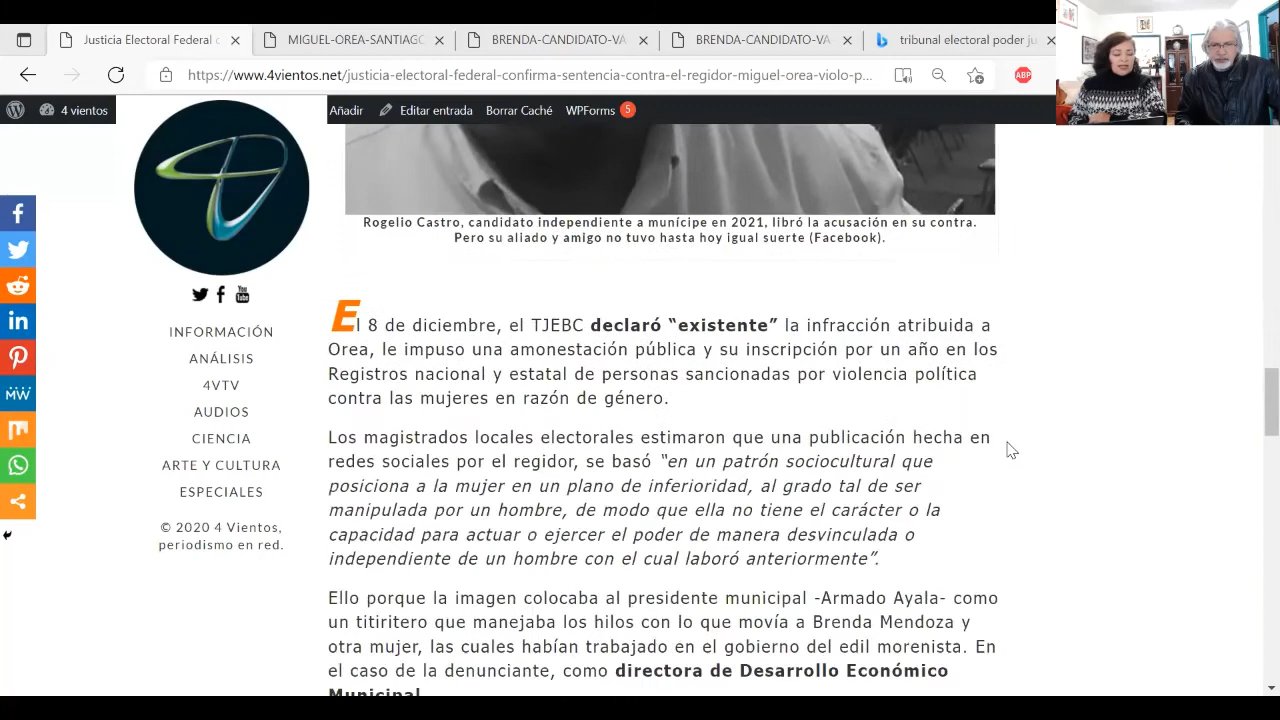 Justicia Electoral Federal c
MIGUEL-OREA-SANTIAGO
BRENDA-CANDIDATO-VA
BRENDA-CANDIDATO-VA
tribunal electoral poder ju
https://www.4vientos.net/justicia-electoral-federal-confirma-sentencia-contra-el-regidor-miguel-orea-violo-p...
ABP
4 vientos
Añadir
Editar entrada
Borrar Caché
WPForms 5
Rogelio Castro, candidato independiente a munícipe en 2021, libró la acusación en su contra.
Pero su aliado y amigo no tuvo hasta hoy igual suerte (Facebook).
You Tube
INFORMACIÓN
ANÁLISIS
4VTV
AUDIOS
CIENCIA
ARTE Y CULTURA
ESPECIALES
© 2020 4 Vientos,
periodismo en red.
MW
El 8 de diciembre, el TJEBC declaró “existente” la infracción atribuida a
Orea, le impuso una amonestación pública y su inscripción por un año en los
Registros nacional y estatal de personas sancionadas por violencia política
contra las mujeres en razón de género.
Los magistrados locales electorales estimaron que una publicación hecha en
redes sociales por el regidor, se basó “en un patrón sociocultural que
posiciona a la mujer en un plano de inferioridad, al grado tal de ser
manipulada por un hombre, de modo que ella no tiene el carácter o la
capacidad para actuar o ejercer el poder de manera desvinculada o
independiente de un hombre con el cual laboró anteriormente”.
Ello porque la imagen colocaba al presidente municipal -Armado Ayala- como
un titiritero que manejaba los hilos con lo que movía a Brenda Mendoza y
otra mujer, las cuales habían trabajado en el gobierno del edil morenista. En
el caso de la denunciante, como directora de Desarrollo Económico
Municipal